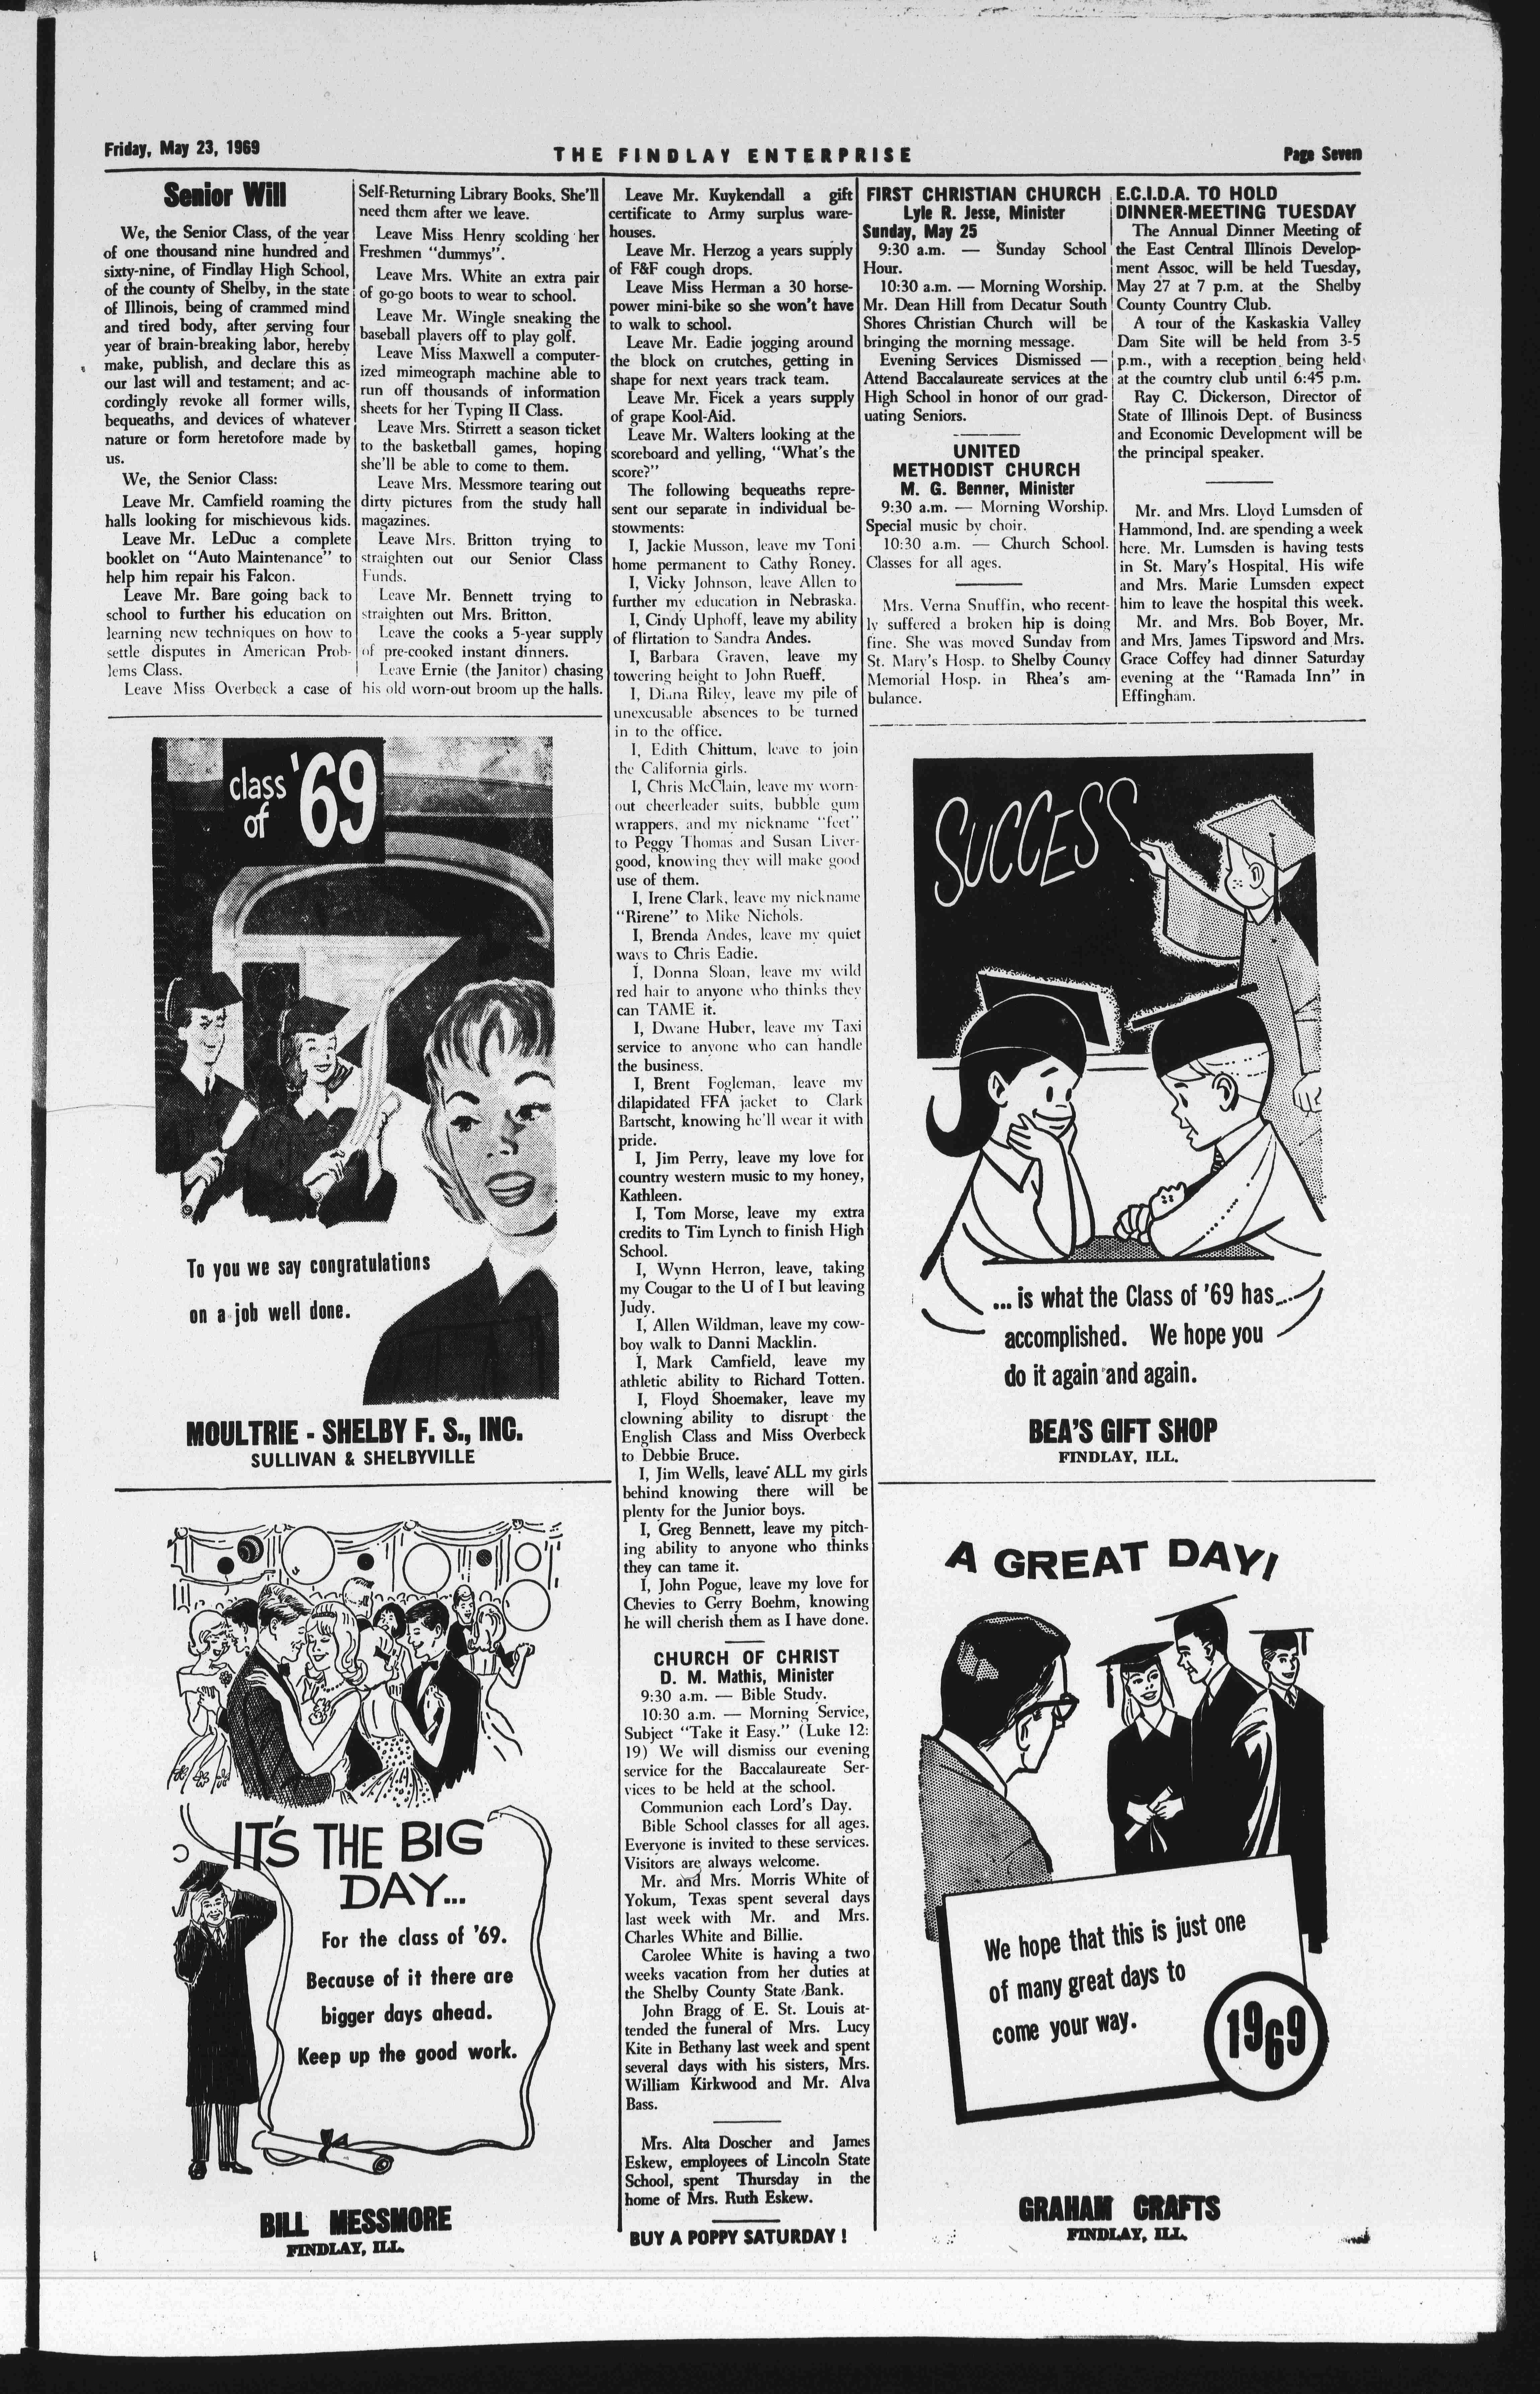 Friday, May 23, 1969
THE FINDLAY ENTERPRISE
Page Seven
Senior Will
We, the Senior Class, of the year
of one thousand nine hundred and
sixty-nine, of Findlay High School,
of the county of Shelby, in the state
of Illinois, being of crammed mind
and tired body, after serving four
year of brain-breaking labor, hereby
make, publish, and declare this as
our last will and testament; and ac-
cordingly revoke all former wills,
bequeaths, and devices of whatever
nature or form heretofore made by
us.
We, the Senior Class:
Leave Mr. Camfield roaming the
halls looking for mischievous kids.
Leave Mr. LeDuc a complete
booklet on "Auto Maintenance" to
help him repair his Falcon.
Leave Mr. Bare going back to
school to further his education on
learning new techniques on how to
settle disputes in American Prob-
lems Class.
Leave Miss Overbeck a case of
Self-Returning Library Books. She'll
need them after we leave.
Leave Miss Henry scolding her
Freshmen "dummys".
Leave Mrs. White an extra pair
of go-go boots to wear to school.
Leave Mr. Wingle sneaking the
baseball players off to play golf.
Leave Miss Maxwell a computer-
ized mimeograph machine able to
run off thousands of information
sheets for her Typing II Class.
Leave Mrs. Stirrett a season ticket
to the basketball games, hoping
she'll be able to come to them.
Leave Mrs. Messmore tearing out
dirty pictures from the study hall
magazines.
Leave Mrs. Britton trying to
straighten out our Senior Class
Funds.
Leave Mr. Bennett trying to
straighten out Mrs. Britton.
Leave the cooks a 5-year supply
of pre-cooked instant dinners.
Leave Ernie (the Janitor) chasing
his old worn-out broom up the halls.
Leave Mr. Kuykendall a gift
certificate to Army surplus ware-
houses.
Leave Mr. Herzog a years supply
of F&F cough drops.
Leave Miss Herman a 30 horse-
power mini-bike so she won't have
to walk to school.
Leave Mr. Eadie jogging around
the block on crutches, getting in
shape for next years track team.
Leave Mr. Ficek a years supply
of grape Kool-Aid.
Leave Mr. Walters looking at the
scoreboard and yelling, "What's the
score?"
The following bequeaths repre-
sent our separate in individual be-
stowments:
I, Jackie Musson, leave my Toni
home permanent to Cathy Roney.
I, Vicky Johnson, leave Allen to
further my education in Nebraska.
I, Cindy Uphoff, leave my ability
of flirtation to Sandra Andes.
I, Barbara Graven, leave my
towering height to John Rueff.
I, Diana Riley, leave my pile of
unexcusable absences to be turned
in to the office.
I, Edith Chittum, leave to join
the California girls.
I, Chris McClain, leave my worn-
out cheerleader suits, bubble gum
wrappers, and my nickname "feet"
to Peggy Thomas and Susan Liver-
good, knowing they will make good
use of them.
I, Irene Clark, leave my nickname
"Rirene" to Mike Nichols.
I, Brenda Andes, leave my quiet
ways to Chris Eadie.
I, Donna Sloan, leave my wild
red hair to anyone who thinks they
can TAME it.
I, Dwane Huber, leave my Taxi
service to anyone who can handle
the business.
I, Brent Fogleman, leave my
dilapidated FFA jacket to Clark
Bartscht, knowing he'll wear it with
pride.
I, Jim Perry, leave my love for
country western music to my honey,
Kathleen.
I, Tom Morse, leave my extra
credits to Tim Lynch to finish High
School.
I, Wynn Herron, leave, taking
my Cougar to the U of I but leaving
Judy.
I, Allen Wildman, leave my cow-
boy walk to Danni Macklin.
I, Mark Camfield, leave my
athletic ability to Richard Totten.
I, Floyd Shoemaker, leave my
clowning ability to disrupt the
English Class and Miss Overbeck
to Debbie Bruce.
I, Jim Wells, leave ALL my girls
behind knowing there will be
plenty for the Junior boys.
I, Greg Bennett, leave my pitch-
ing ability to anyone who thinks
they can tame it.
I, John Pogue, leave my love for
Chevies to Gerry Boehm, knowing
he will cherish them as I have done.
CHURCH OF CHRIST
D. M. Mathis, Minister
9:30 a.m. — Bible Study.
10:30 a.m. — Morning Service,
Subject "Take it Easy." (Luke 12:
19) We will dismiss our evening
service for the Baccalaureate Ser-
vices to be held at the school.
Communion each Lord's Day.
Bible School classes for all ages.
Everyone is invited to these services.
Visitors are always welcome.
Mr. and Mrs. Morris White of
Yokum, Texas spent several days
last week with Mr. and Mrs.
Charles White and Billie.
Carolee White is having a two
weeks vacation from her duties at
the Shelby County State Bank.
John Bragg of E. St. Louis at-
tended the funeral of Mrs. Lucy
Kite in Bethany last week and spent
several days with his sisters, Mrs.
William Kirkwood and Mr. Alva
Bass.
Mrs. Alta Doscher and James
Eskew, employees of Lincoln State
School, spent Thursday in the
home of Mrs. Ruth Eskew.
BUY A POPPY SATURDAY !
FIRST CHRISTIAN CHURCH
Lyle R. Jesse, Minister
Sunday, May 25
9:30 a.m. — Sunday School
Hour.
10:30 a.m. — Morning Worship.
Mr. Dean Hill from Decatur South
Shores Christian Church will be
bringing the morning message.
Evening Services Dismissed —
Attend Baccalaureate services at the
High School in honor of our grad-
uating Seniors.
UNITED
METHODIST CHURCH
M. G. Benner, Minister
9:30 a.m. — Morning Worship.
Special music by choir.
10:30 a.m. — Church School.
Classes for all ages.
Mrs. Verna Snuffin, who recent-
ly suffered a broken hip is doing
fine. She was moved Sunday from
St. Mary's Hosp. to Shelby Councy
Memorial Hosp. in Rhea's am-
bulance.
E.C.I.D.A. TO HOLD
DINNER-MEETING TUESDAY
The Annual Dinner Meeting of
the East Central Illinois Develop-
ment Assoc. will be held Tuesday,
May 27 at 7 p.m. at the Shelby
County Country Club.
A tour of the Kaskaskia Valley
Dam Site will be held from 3-5
p.m., with a reception being held
at the country club until 6:45 p.m.
Ray C. Dickerson, Director of
State of Illinois Dept. of Business
and Economic Development will be
the principal speaker.
Mr. and Mrs. Lloyd Lumsden of
Hammond, Ind. are spending a week
here. Mr. Lumsden is having tests
in St. Mary's Hospital. His wife
and Mrs. Marie Lumsden expect
him to leave the hospital this week.
Mr. and Mrs. Bob Boyer, Mr.
and Mrs. James Tipsword and Mrs.
Grace Coffey had dinner Saturday
evening at the "Ramada Inn" in
Effingham.
class of '69
To you we say congratulations
on a job well done.
MOULTRIE - SHELBY F. S., INC.
SULLIVAN & SHELBYVILLE
IT'S THE BIG
DAY...
For the class of '69.
Because of it there are
bigger days ahead.
Keep up the good work.
BILL MESSMORE
FINDLAY, ILL.
SUCCESS
... is what the Class of '69 has
accomplished. We hope you
do it again and again.
BEA'S GIFT SHOP
FINDLAY, ILL.
A GREAT DAY!
We hope that this is just one
of many great days to
come your way.
1969
GRAHAM CRAFTS
FINDLAY, ILL.